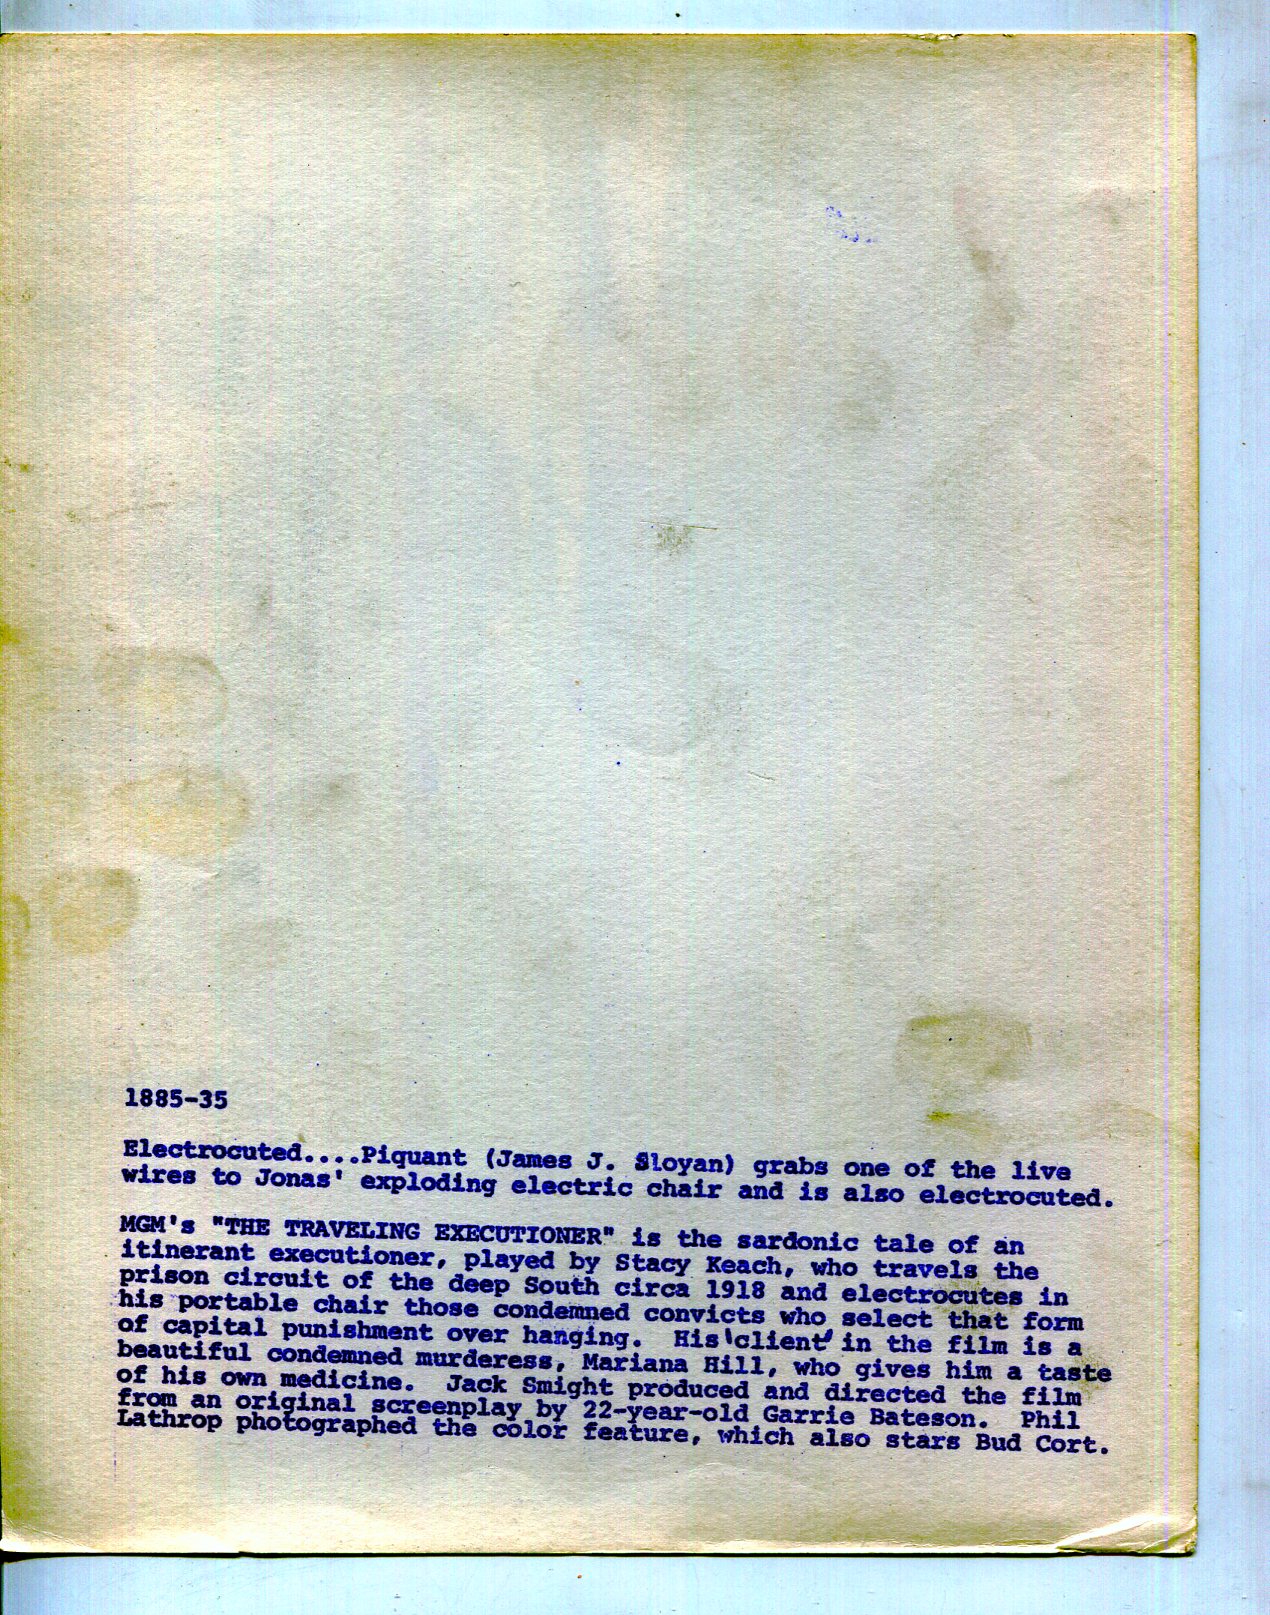 1885-35
Electrocuted....Piquant (James J. Sloyan) grabs one of the live
wires to Jonas' exploding electric chair and is also electrocuted.
MGM's "THE TRAVELING EXECUTIONER" is the sardonic tale of an
itinerant executioner, played by Stacy Keach, who travels the
prison circuit of the deep South circa 1918 and electrocutes in
his portable chair those condemned convicts who select that form
of capital punishment over hanging.  His 'client' in the film is a
beautiful condemned murderess, Mariana Hill, who gives him a taste
of his own medicine.  Jack Smight produced and directed the film
from an original screenplay by 22-year-old Garrie Bateson.  Phil
Lathrop photographed the color feature, which also stars Bud Cort.